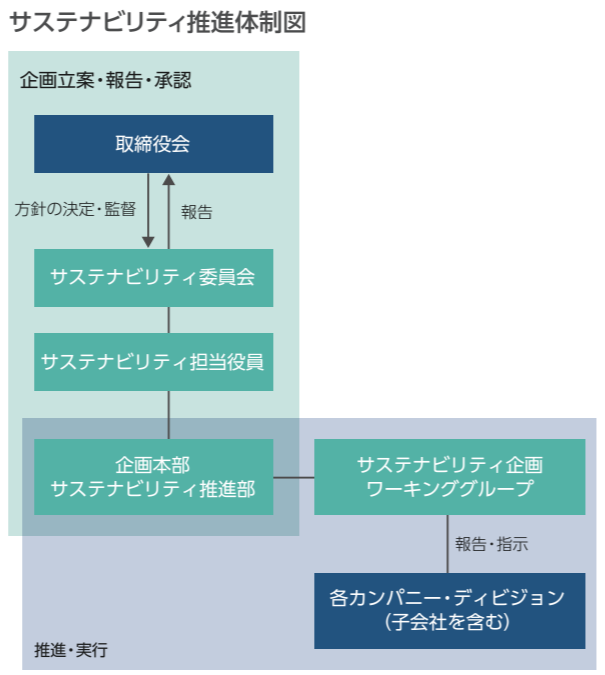 サステナビリティ推進体制図
企画立案・報告・承認
取締役会
方針の決定・監督
報告
サステナビリティ委員会
サステナビリティ担当役員
企画本部
サステナビリティ推進部
サステナビリティ企画
ワーキンググループ
報告・指示
各カンパニー・ディビジョン
（子会社を含む）
推進・実行